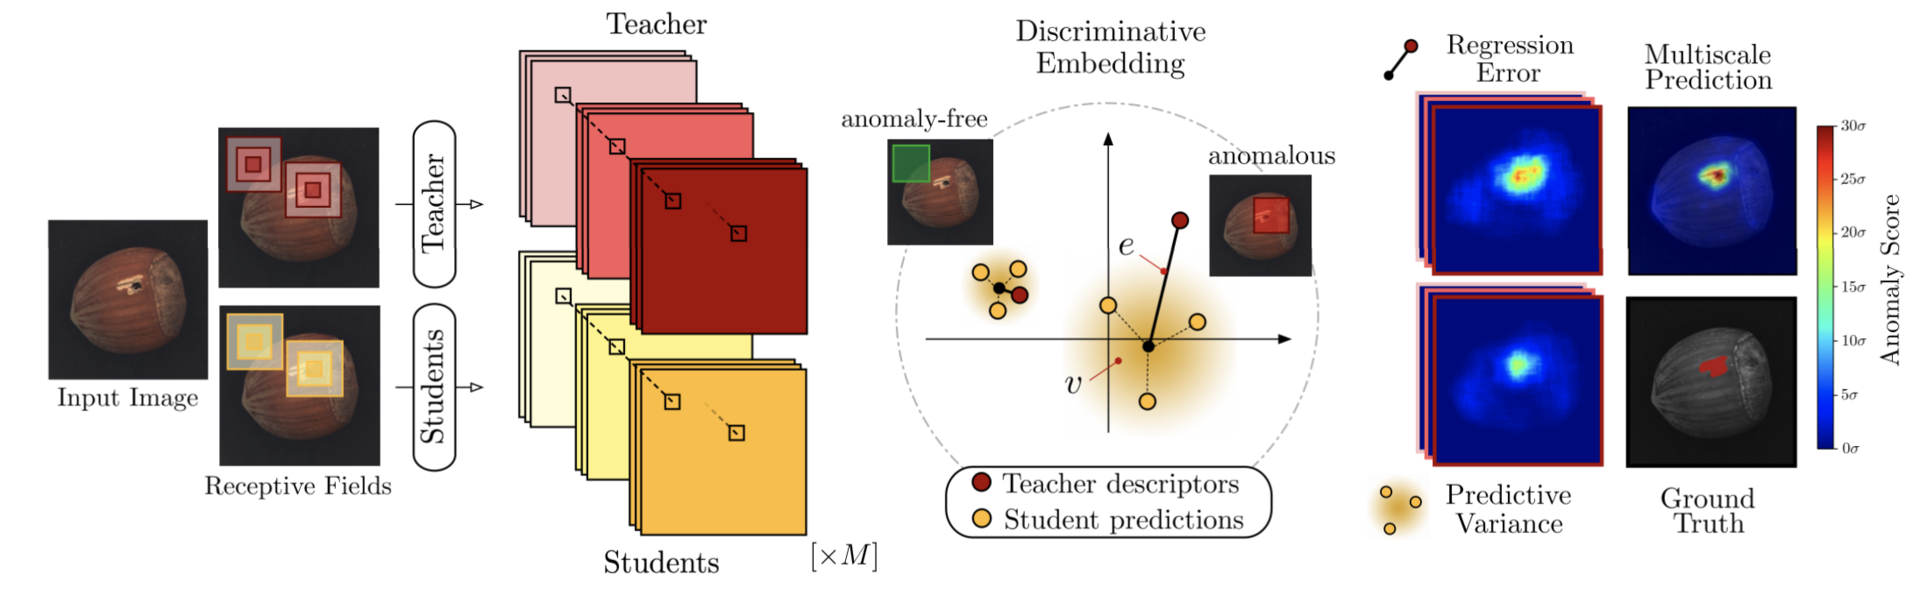 Input Image
Receptive Fields
Teacher
Students
Teacher
Students
[×M]
Discriminative
Embedding
anomaly-free
anomalous
e
v
Teacher descriptors
Student predictions
Regression
Error
Multiscale
Prediction
Predictive
Variance
Ground
Truth
30σ
25σ
20σ
15σ
10σ
5σ
0σ
Anomaly Score